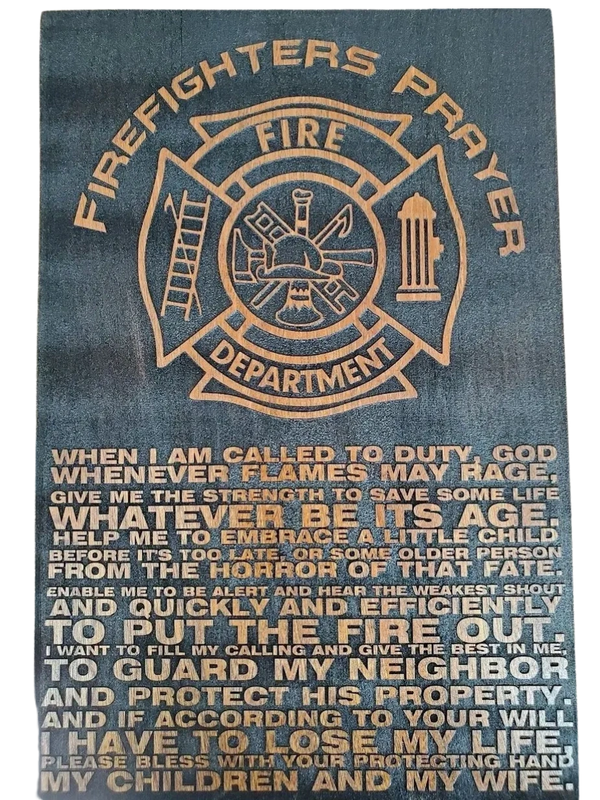 FIREFIGHTERS PRAYER
FIRE
DEPARTMENT
WHEN I AM CALLED TO DUTY, GOD
WHENEVER FLAMES MAY RAGE,
GIVE ME THE STRENGTH TO SAVE SOME LIFE
WHATEVER BE ITS AGE.
HELP ME TO EMBRACE A LITTLE CHILD
BEFORE IT'S TOO LATE, OR SOME OLDER PERSON
FROM THE HORROR OF THAT FATE.
ENABLE ME TO BE ALERT AND HEAR THE WEAKEST SHOUT
AND QUICKLY AND EFFICIENTLY
TO PUT THE FIRE OUT.
I WANT TO FILL MY CALLING AND GIVE THE BEST IN ME,
TO GUARD MY NEIGHBOR
AND PROTECT HIS PROPERTY.
AND IF ACCORDING TO YOUR WILL
I HAVE TO LOSE MY LIFE,
PLEASE BLESS WITH YOUR PROTECTING HAND
MY CHILDREN AND MY WIFE.